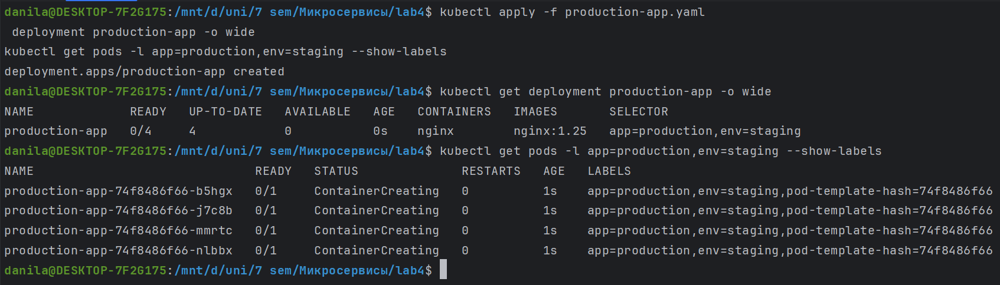 danila@DESKTOP-7F2G175:/mnt/d/uni/7 sem/Микросервисы/lab4$ kubectl apply -f production-app.yaml
 deployment production-app -o wide
kubectl get pods -l app=production,env=staging --show-labels
deployment.apps/production-app created
danila@DESKTOP-7F2G175:/mnt/d/uni/7 sem/Микросервисы/lab4$ kubectl get deployment production-app -o wide
NAME             READY   UP-TO-DATE   AVAILABLE   AGE   CONTAINERS   IMAGES       SELECTOR
production-app   0/4     4            0           0s    nginx        nginx:1.25   app=production,env=staging
danila@DESKTOP-7F2G175:/mnt/d/uni/7 sem/Микросервисы/lab4$ kubectl get pods -l app=production,env=staging --show-labels
NAME                              READY   STATUS              RESTARTS   AGE   LABELS
production-app-74f8486f66-b5hgx   0/1     ContainerCreating   0          1s    app=production,env=staging,pod-template-hash=74f8486f66
production-app-74f8486f66-j7c8b   0/1     ContainerCreating   0          1s    app=production,env=staging,pod-template-hash=74f8486f66
production-app-74f8486f66-mmrtc   0/1     ContainerCreating   0          1s    app=production,env=staging,pod-template-hash=74f8486f66
production-app-74f8486f66-nlbbx   0/1     ContainerCreating   0          1s    app=production,env=staging,pod-template-hash=74f8486f66
danila@DESKTOP-7F2G175:/mnt/d/uni/7 sem/Микросервисы/lab4$